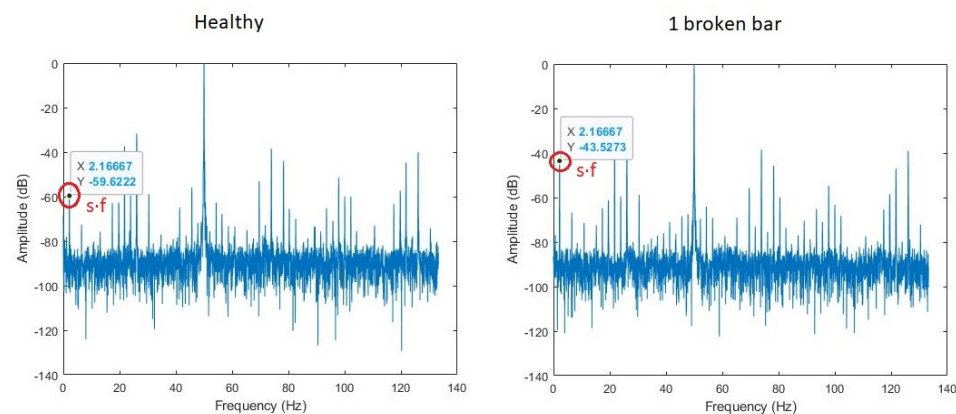 Healthy
1 broken bar
0
-20
-40
-60
-80
-100
-120
-140
Amplitude (dB)
X 2.16667
Y -59.6222
s·f
0
20
40
60
80
100
120
140
Frequency (Hz)
0
-20
-40
-60
-80
-100
-120
-140
Amplitude (dB)
X 2.16667
Y -43.5273
s·f
0
20
40
60
80
100
120
140
Frequency (Hz)